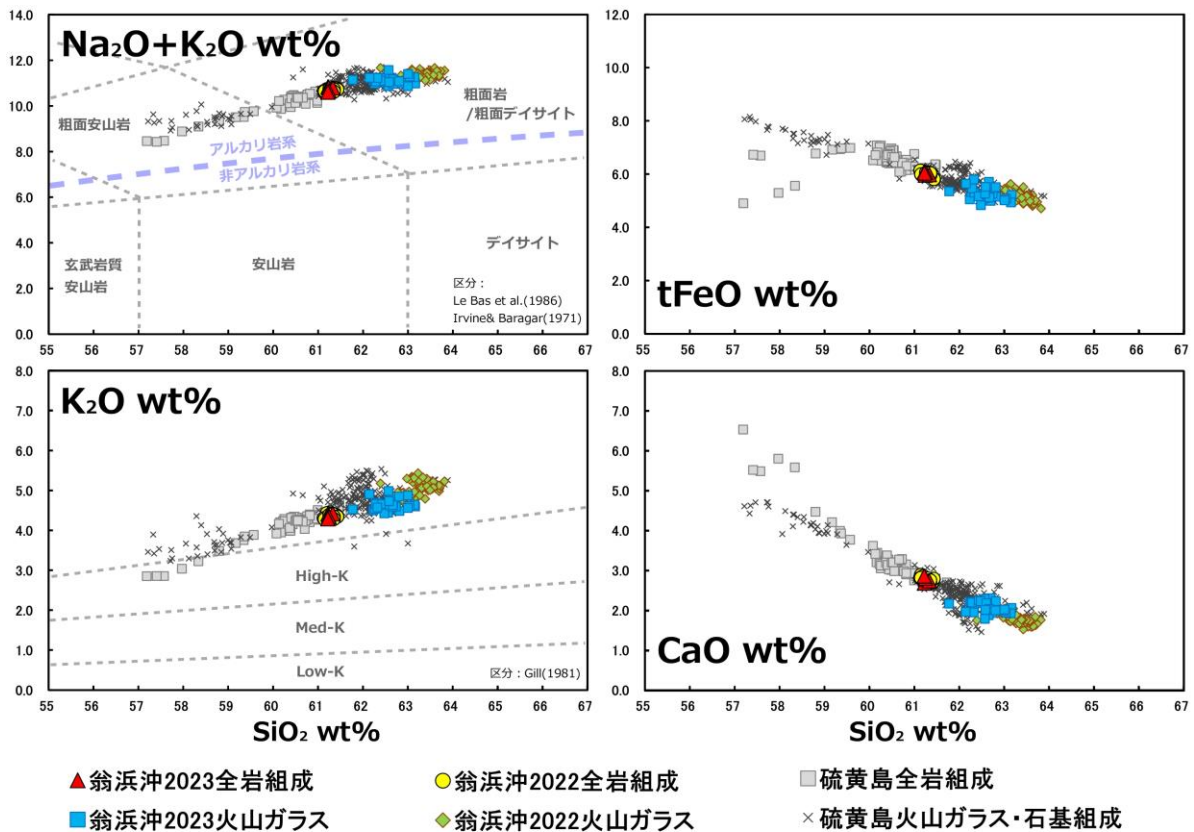 14.0
12.0
10.0
8.0
6.0
4.0
2.0
0.0
Na₂O+K₂O wt%
粗面安山岩
アルカリ岩系
非アルカリ岩系
粗面岩
/粗面デイサイト
玄武岩質
安山岩
安山岩
デイサイト
区分：
Le Bas et al.(1986)
Irvine& Baragar(1971)
55 56 57 58 59 60 61 62 63 64 65 66 67
12.0
10.0
8.0
6.0
4.0
2.0
0.0
tFeO wt%
55 56 57 58 59 60 61 62 63 64 65 66 67
8.0
7.0
6.0
5.0
4.0
3.0
2.0
1.0
0.0
K₂O wt%
High-K
Med-K
Low-K
区分：Gill(1981)
55 56 57 58 59 60 61 62 63 64 65 66 67
SiO₂ wt%
8.0
7.0
6.0
5.0
4.0
3.0
2.0
1.0
0.0
CaO wt%
55 56 57 58 59 60 61 62 63 64 65 66 67
SiO₂ wt%
翁浜沖2023全岩組成
翁浜沖2022全岩組成
硫黄島全岩組成
翁浜沖2023火山ガラス
翁浜沖2022火山ガラス
硫黄島火山ガラス・石基組成